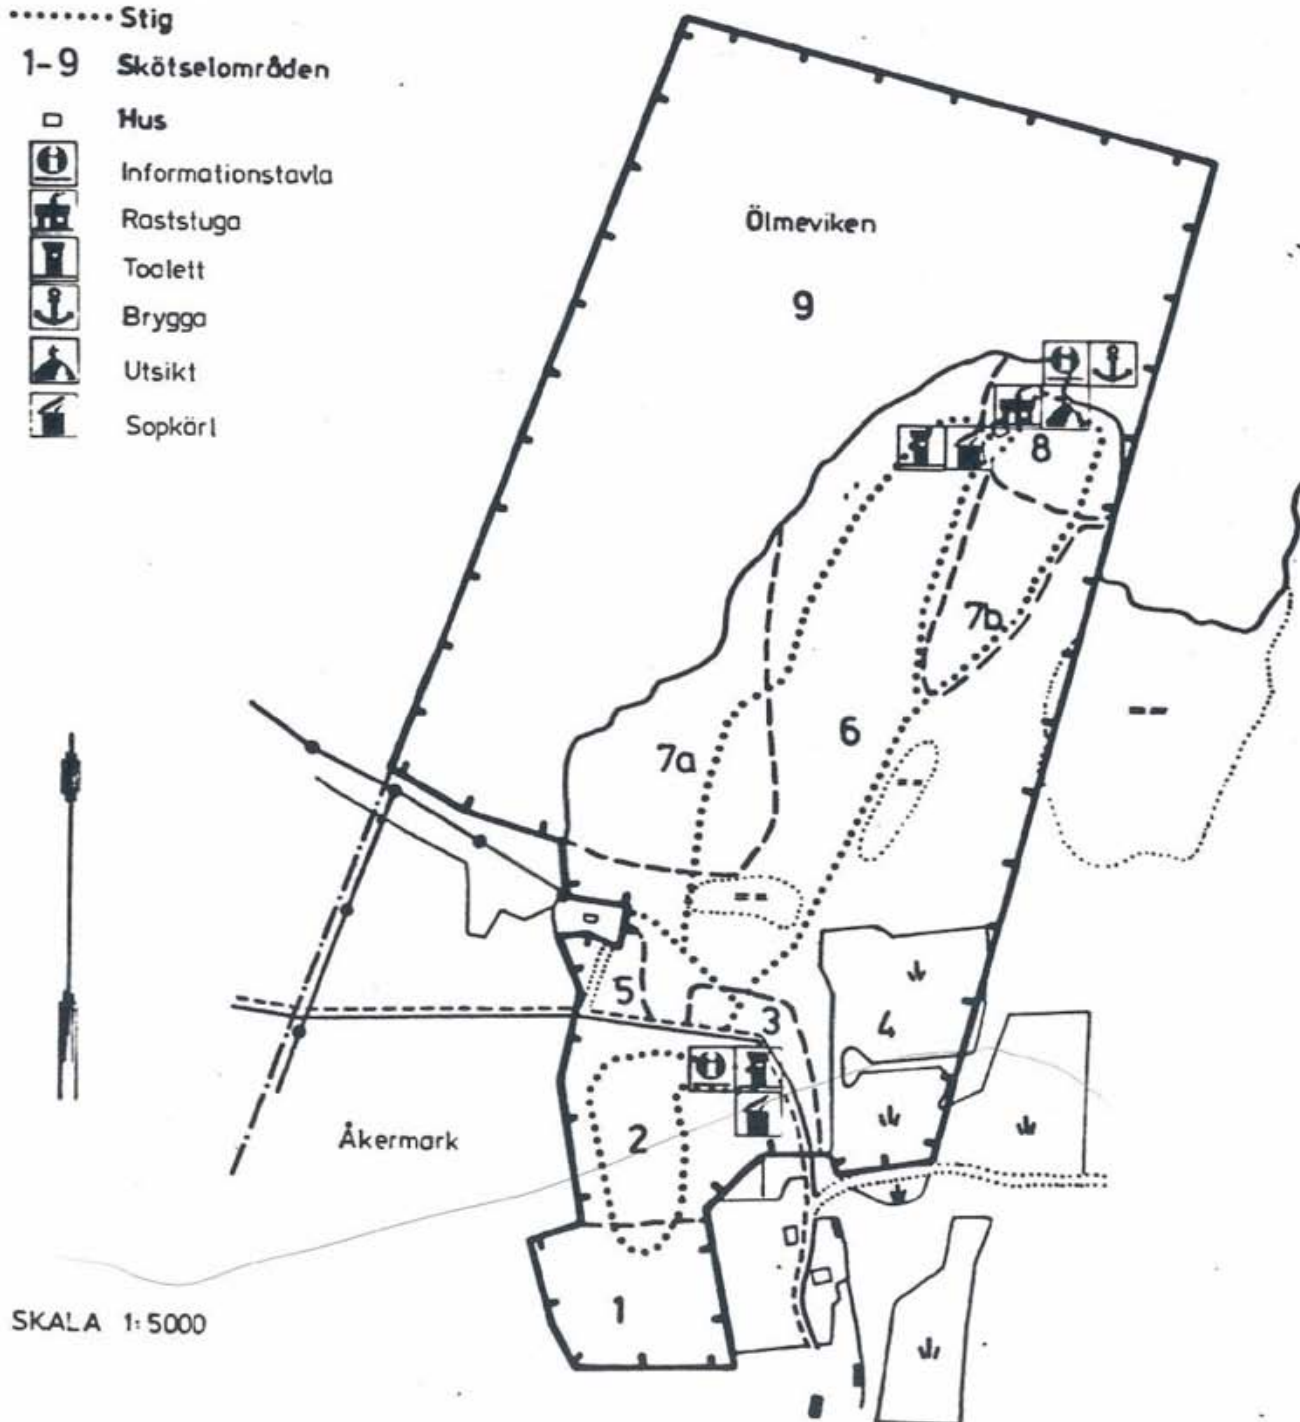 Stig
1-9 Skötselområden
Hus
Informationstavla
Raststuga
Toalett
Brygga
Utsikt
Sopkärl
Ölmeviken
9
8
7b
6
7a
5
3
4
2
Åkermark
1
SKALA 1:5000